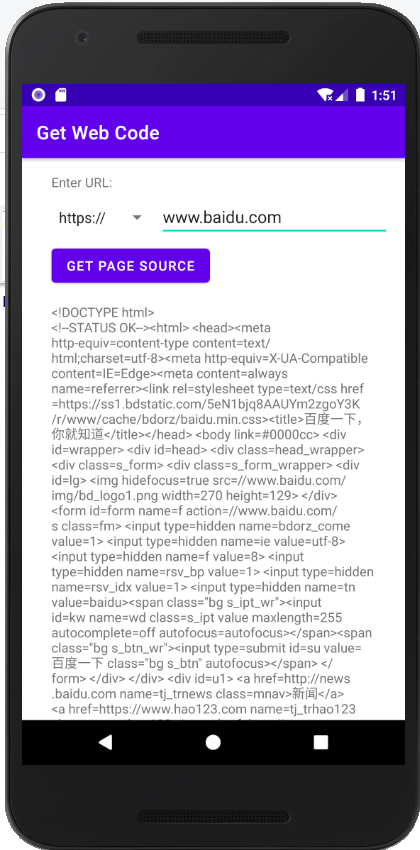 1:51
Get Web Code
Enter URL:
https://
www.baidu.com
GET PAGE SOURCE
<!DOCTYPE html>
<!--STATUS OK--><html> <head><meta
http-equiv=content-type content=text/
html;charset=utf-8><meta http-equiv=X-UA-Compatible
content=IE=Edge><meta content=always
name=referrer><link rel=stylesheet type=text/css href
=https://ss1.bdstatic.com/5eN1bjq8AAUYm2zgoY3K
/r/www/cache/bdorz/baidu.min.css><title>百度一下，
你就知道</title></head> <body link=#0000cc> <div
id=wrapper> <div id=head> <div class=head_wrapper>
<div class=s_form> <div class=s_form_wrapper> <div
id=lg> <img hidefocus=true src=//www.baidu.com/
img/bd_logo1.png width=270 height=129> </div>
<form id=form name=f action=//www.baidu.com/
s class=fm> <input type=hidden name=bdorz_come
value=1> <input type=hidden name=ie value=utf-8>
<input type=hidden name=f value=8> <input
type=hidden name=rsv_bp value=1> <input type=hidden
name=rsv_idx value=1> <input type=hidden name=tn
value=baidu><span class="bg s_ipt_wr"><input
id=kw name=wd class=s_ipt value maxlength=255
autocomplete=off autofocus=autofocus></span><span
class="bg s_btn_wr"><input type=submit id=su value=
百度一下 class="bg s_btn" autofocus></span> </
form> </div> </div> <div id=u1> <a href=http://news
.baidu.com name=tj_trnews class=mnav>新闻</a>
<a href=https://www.hao123.com name=tj_trhao123